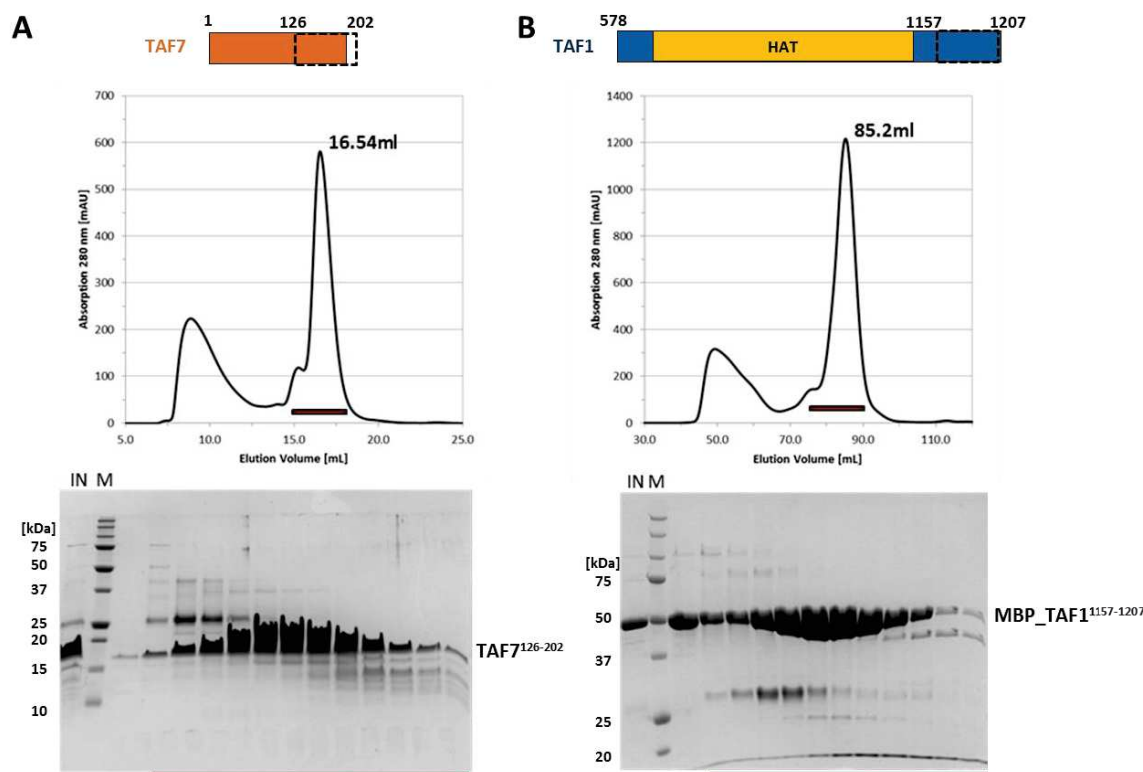 A
1 126 202
TAF7
700
600
500
400
300
200
100
0
16.54ml
Absorption 280 nm [mAU]
5.0 10.0 15.0 20.0 25.0
Elution Volume [mL]
IN M
[kDa]
75
50
37
25
20
15
10
TAF7126-202
B
578 1157 1207
TAF1 HAT
1400
1200
1000
800
600
400
200
0
85.2ml
Absorption 280 nm [mAU]
30.0 50.0 70.0 90.0 110.0
Elution Volume [mL]
IN M
[kDa]
75
50
37
25
20
MBP_TAF11157-1207